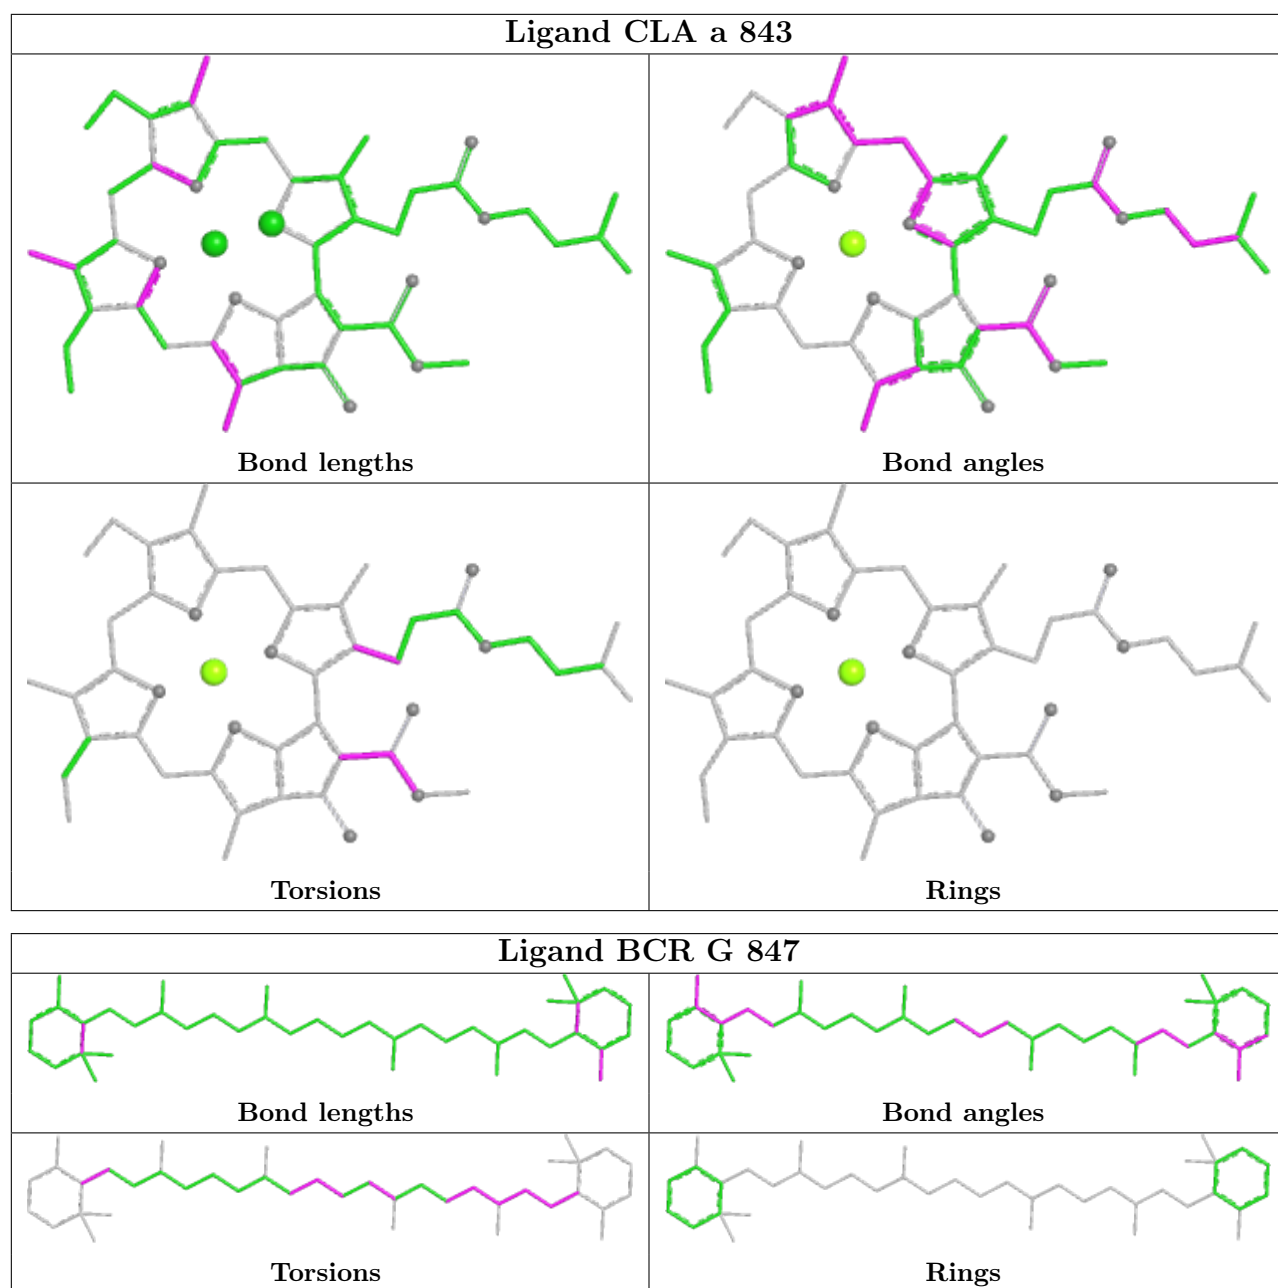 Ligand CLA a 843
Bond lengths
Bond angles
Torsions
Rings
Ligand BCR G 847
Bond lengths
Bond angles
Torsions
Rings